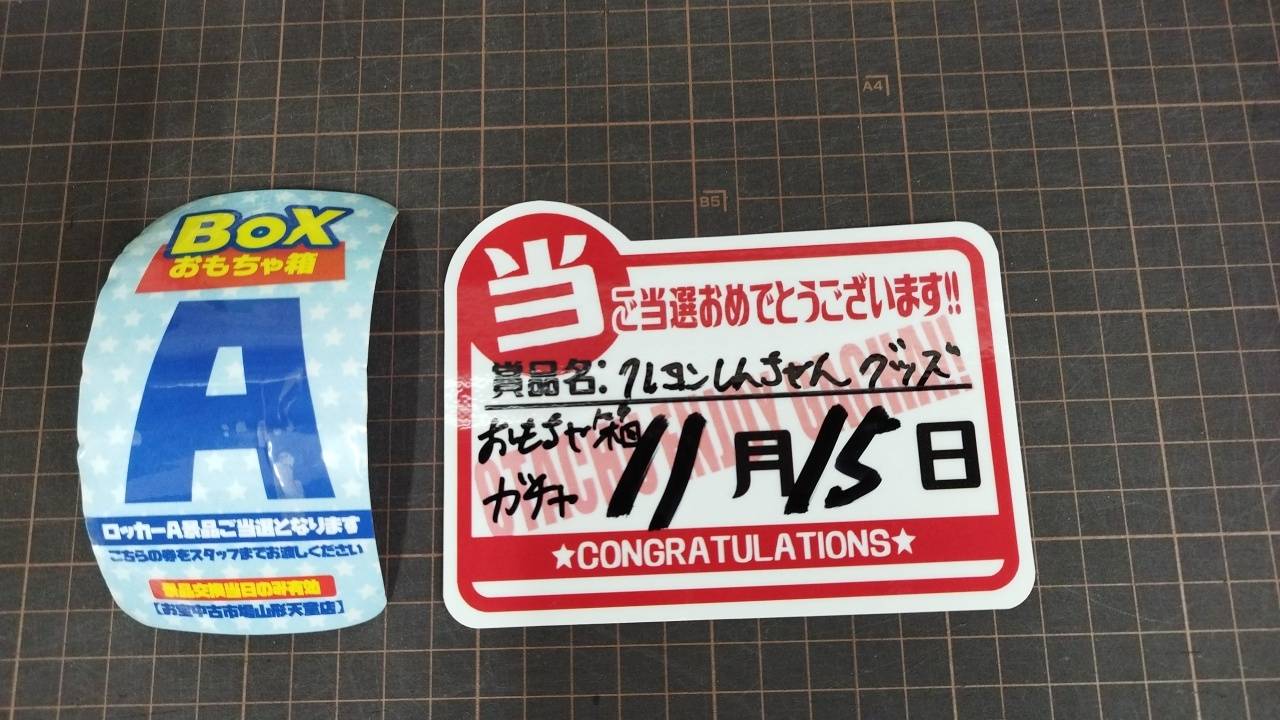 BOX
おもちゃ箱
A
ロッカーA景品ご当選となります
こちらの券をスタッフまでお渡しください
景品交換当日のみ有効
【お宝中古市場山形天童店】
当
ご当選おめでとうございます!!
賞品名:クレヨンしんちゃん グッズ
おもちゃ箱
ガチャ
11月15日
★CONGRATULATIONS★
A4
B5